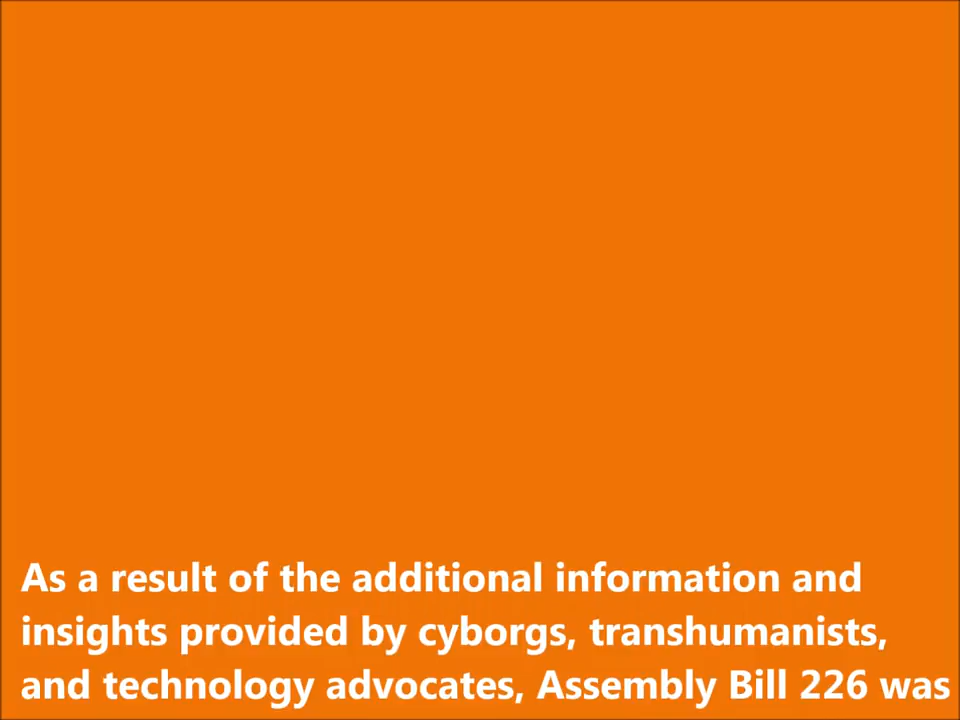 As a result of the additional information and
insights provided by cyborgs, transhumanists,
and technology advocates, Assembly Bill 226 was